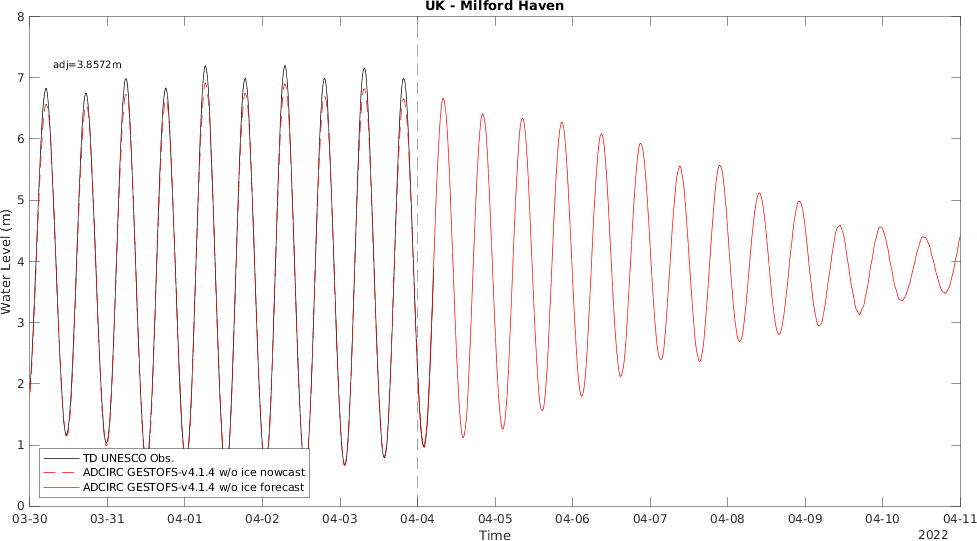 UK - Milford Haven
8
7
6
5
4
3
2
1
0
Water Level (m)
adj=3.8572m
TD UNESCO Obs.
ADCIRC GESTOFS-v4.1.4 w/o ice nowcast
ADCIRC GESTOFS-v4.1.4 w/o ice forecast
03-30 03-31 04-01 04-02 04-03 04-04 04-05 04-06 04-07 04-08 04-09 04-10 04-11
Time
2022